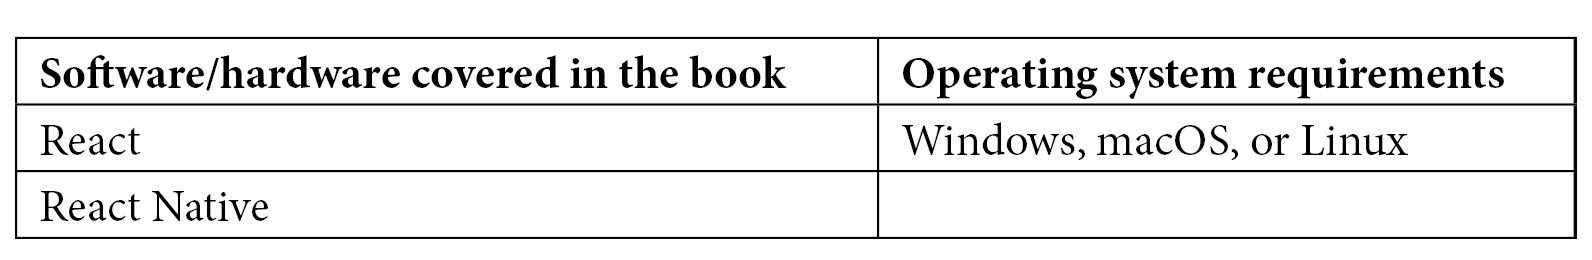 Software/hardware covered in the book Operating system requirements
React Windows, macOS, or Linux
React Native